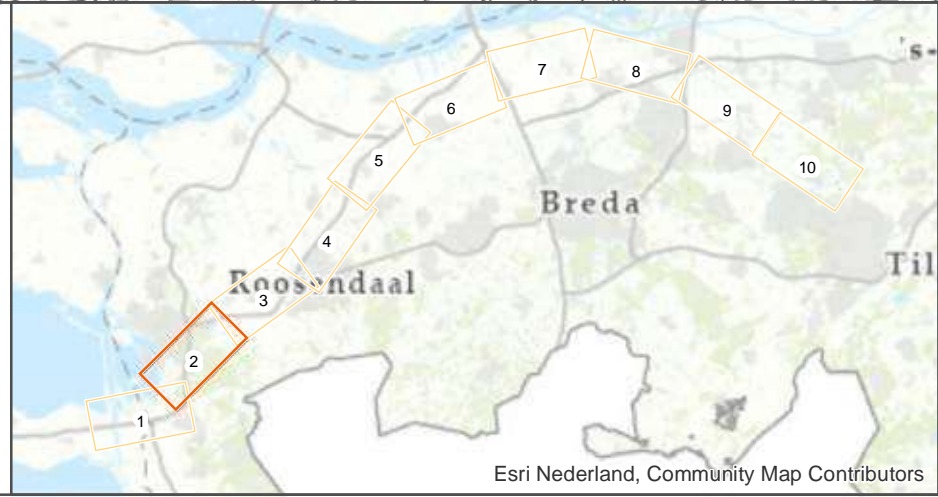 's-
7
8
6
9
5
10
Breda
4
Til
Roosendaal
3
2
1
Esri Nederland, Community Map Contributors